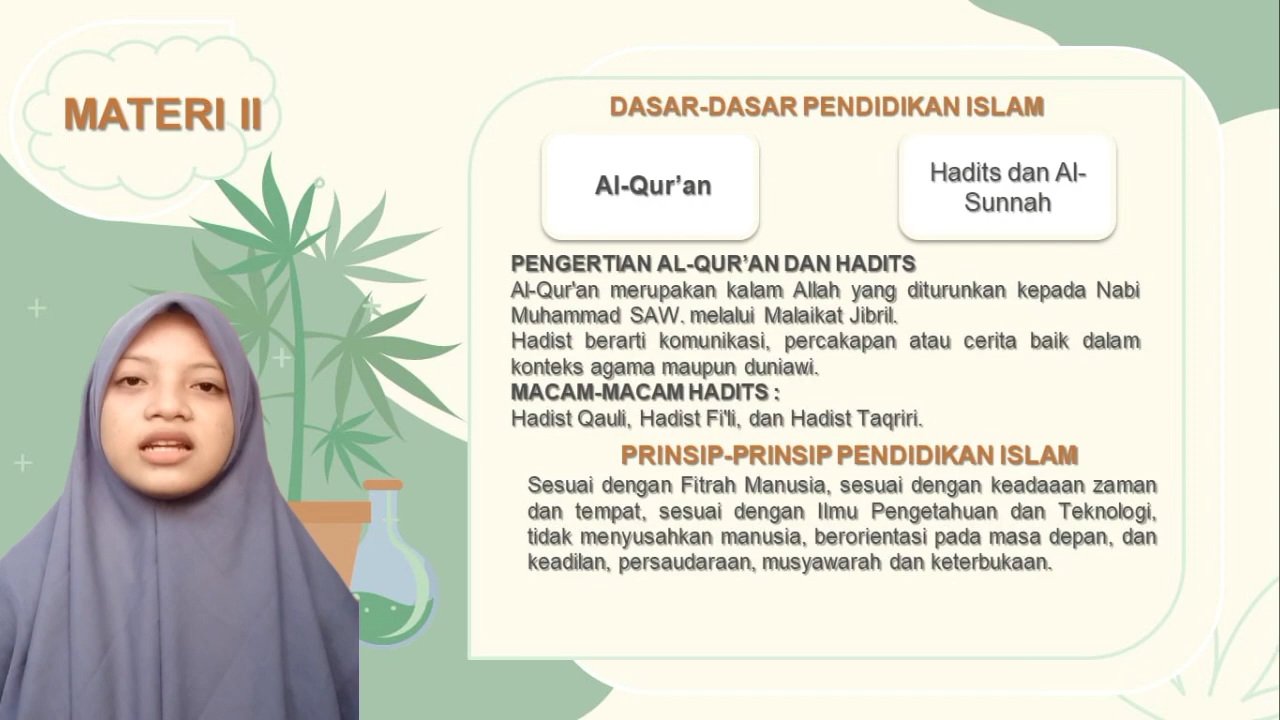 MATERI II
DASAR-DASAR PENDIDIKAN ISLAM
Al-Qur’an
Hadits dan Al-
Sunnah
PENGERTIAN AL-QUR’AN DAN HADITS
Al-Qur'an merupakan kalam Allah yang diturunkan kepada Nabi
Muhammad SAW. melalui Malaikat Jibril.
Hadist berarti komunikasi, percakapan atau cerita baik dalam
konteks agama maupun duniawi.
MACAM-MACAM HADITS :
Hadist Qauli, Hadist Fi'li, dan Hadist Taqriri.
PRINSIP-PRINSIP PENDIDIKAN ISLAM
Sesuai dengan Fitrah Manusia, sesuai dengan keadaaan zaman
dan tempat, sesuai dengan Ilmu Pengetahuan dan Teknologi,
tidak menyusahkan manusia, berorientasi pada masa depan, dan
keadilan, persaudaraan, musyawarah dan keterbukaan.